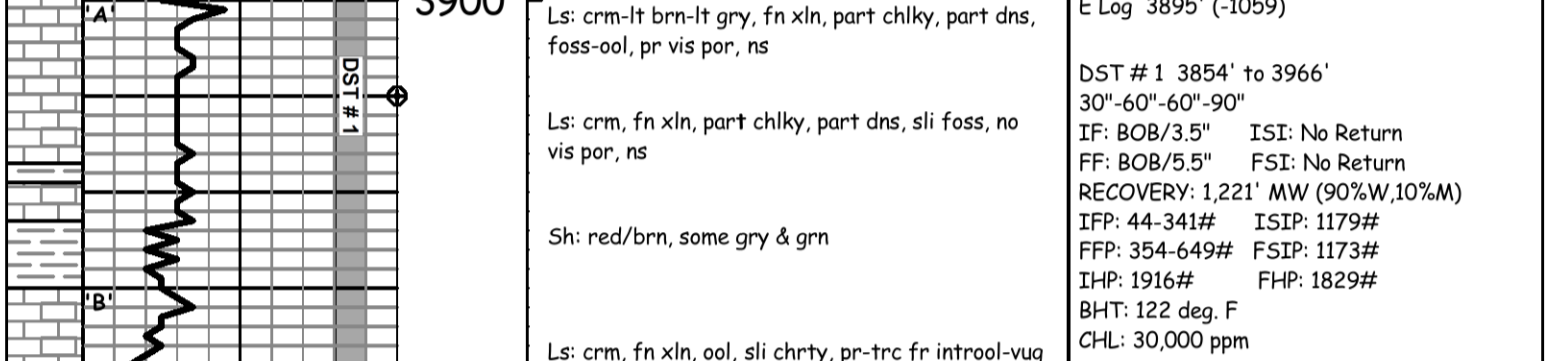 'A'
DST # 1
'B'
3900
Ls: crm-lt brn-lt gry, fn xln, part chlky, part dns,
foss-ool, pr vis por, ns
Ls: crm, fn xln, part chlky, part dns, sli foss, no
vis por, ns
Sh: red/brn, some gry & grn
Ls: crm, fn xln, ool, sli chrty, pr-trc fr introol-vug
E Log 3895' (-1059)
DST # 1 3854' to 3966'
30"-60"-60"-90"
IF: BOB/3.5" ISI: No Return
FF: BOB/5.5" FSI: No Return
RECOVERY: 1,221' MW (90%W,10%M)
IFP: 44-341# ISIP: 1179#
FFP: 354-649# FSIP: 1173#
IHP: 1916# FHP: 1829#
BHT: 122 deg. F
CHL: 30,000 ppm